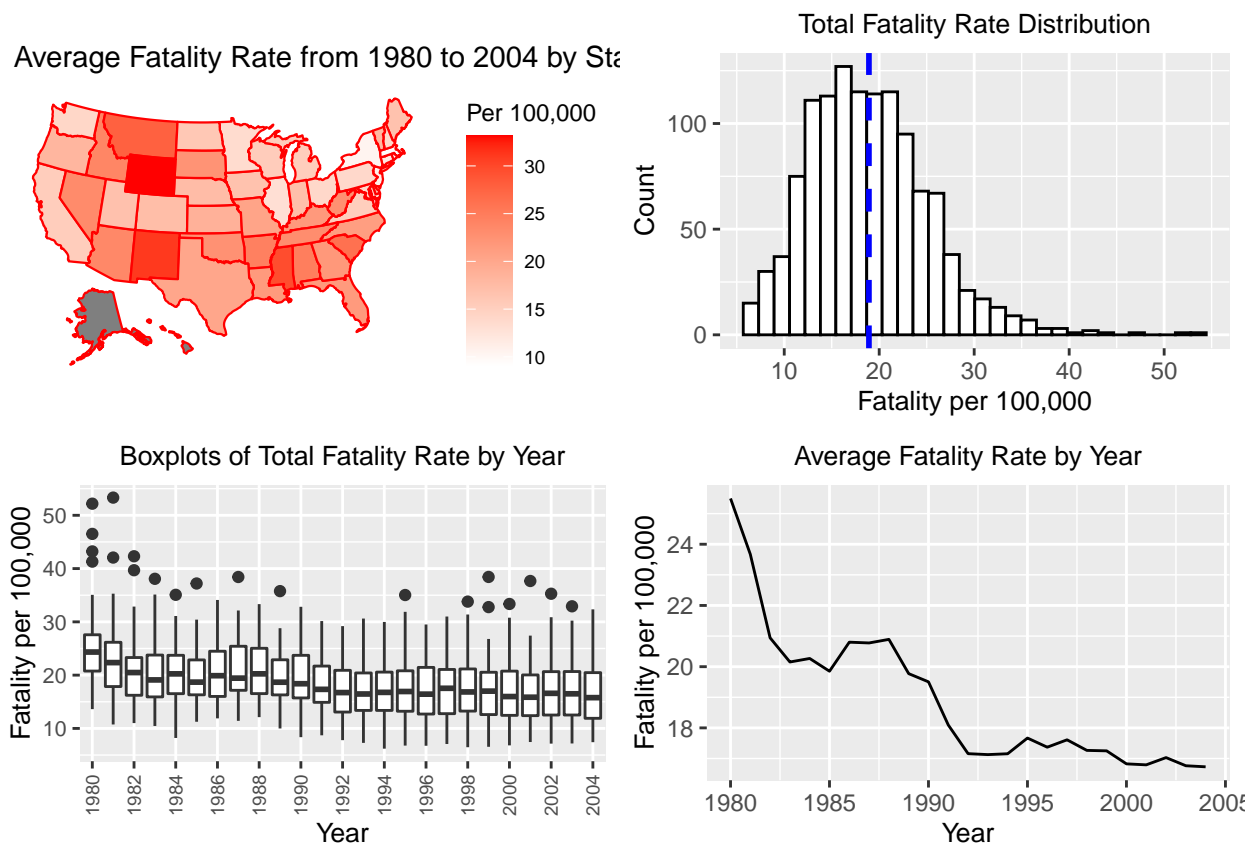 Average Fatality Rate from 1980 to 2004 by Sta
Per 100,000
30
25
20
15
10
Total Fatality Rate Distribution
Count
100
50
0
10 20 30 40 50
Fatality per 100,000
Boxplots of Total Fatality Rate by Year
Fatality per 100,000
50
40
30
20
10
1980 1982 1984 1986 1988 1990 1992 1994 1996 1998 2000 2002 2004
Year
Average Fatality Rate by Year
Fatality per 100,000
24
22
20
18
1980 1985 1990 1995 2000 2005
Year